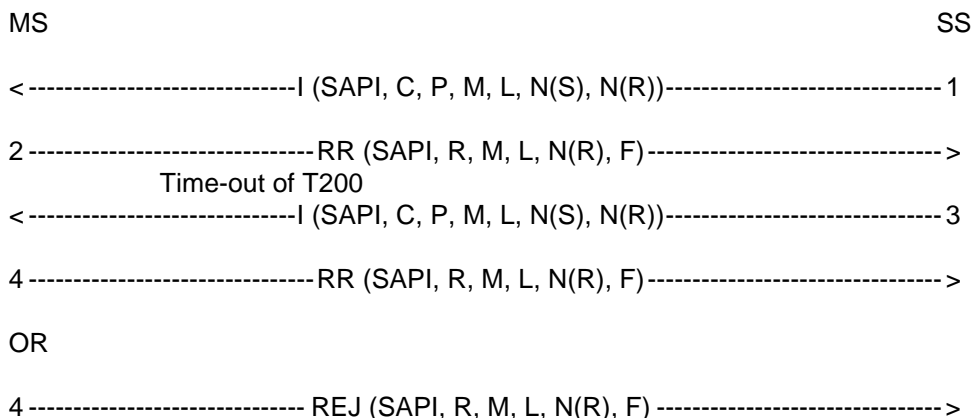 MS SS
< ------------------------------I (SAPI, C, P, M, L, N(S), N(R))------------------------------- 1
2 --------------------------------RR (SAPI, R, M, L, N(R), F)--------------------------------- >
Time-out of T200
< ------------------------------I (SAPI, C, P, M, L, N(S), N(R))------------------------------- 3
4 --------------------------------RR (SAPI, R, M, L, N(R), F)--------------------------------- >
OR
4 ------------------------------- REJ (SAPI, R, M, L, N(R), F) -------------------------------- >